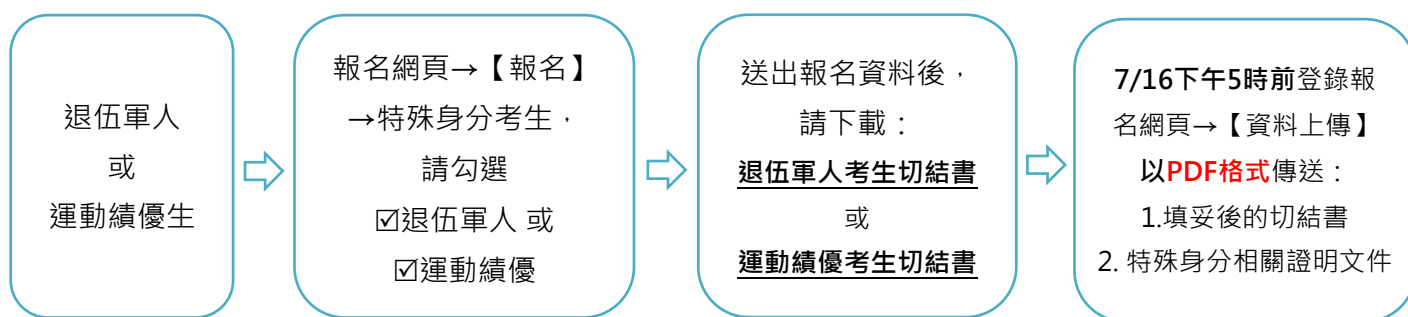 退伍軍人
或
運動績優生
報名網頁→【報名】
→特殊身分考生，
請勾選
☑退伍軍人 或
☑運動績優
送出報名資料後，
請下載：
退伍軍人考生切結書
或
運動績優考生切結書
7/16下午5時前登錄報
名網頁→【資料上傳】
以PDF格式傳送：
1.填妥後的切結書
2. 特殊身分相關證明文件